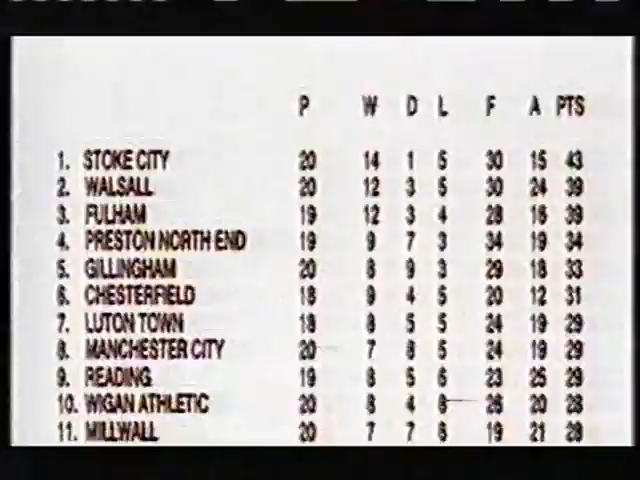 P W D L F A PTS
1. STOKE CITY 20 14 1 5 30 15 43
2. WALSALL 20 12 3 5 30 24 39
3. FULHAM 19 12 3 4 28 16 39
4. PRESTON NORTH END 19 9 7 3 34 19 34
5. GILLINGHAM 20 8 9 3 29 18 33
6. CHESTERFIELD 18 9 4 5 20 12 31
7. LUTON TOWN 18 8 5 5 24 19 29
8. MANCHESTER CITY 20 7 8 5 24 19 29
9. READING 19 8 5 6 23 25 29
10. WIGAN ATHLETIC 20 8 4 8 26 20 28
11. MILLWALL 20 7 7 6 19 21 28